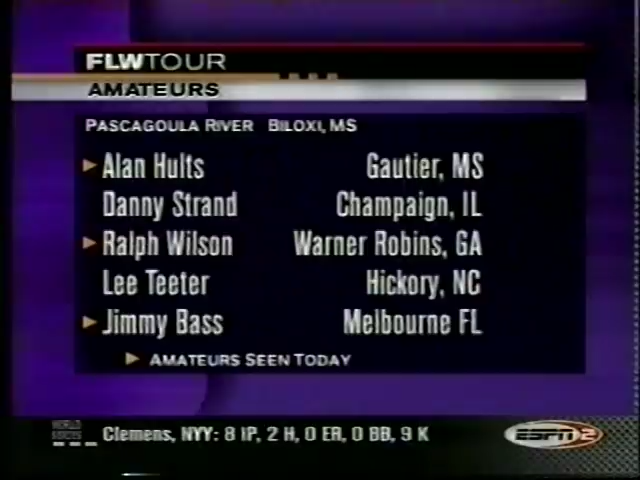 FLWTOUR
AMATEURS
PASCAGOULA RIVER BILOXI, MS
Alan Hults Gautier, MS
Danny Strand Champaign, IL
Ralph Wilson Warner Robins, GA
Lee Teeter Hickory, NC
Jimmy Bass Melbourne FL
AMATEURS SEEN TODAY
WORLD SERIES Clemens, NYY: 8 IP, 2 H, 0 ER, 0 BB, 9 K ESPN2